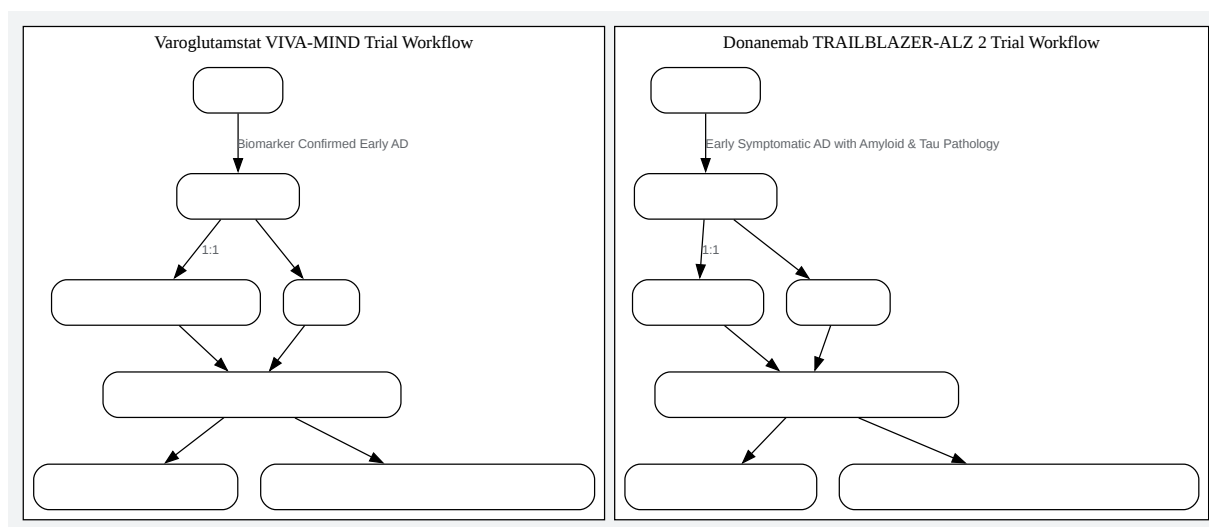 Varoglutamstat VIVA-MIND Trial Workflow
Biomarker Confirmed Early AD
1:1
Donanemab TRAILBLAZER-ALZ 2 Trial Workflow
Early Symptomatic AD with Amyloid & Tau Pathology
1:1